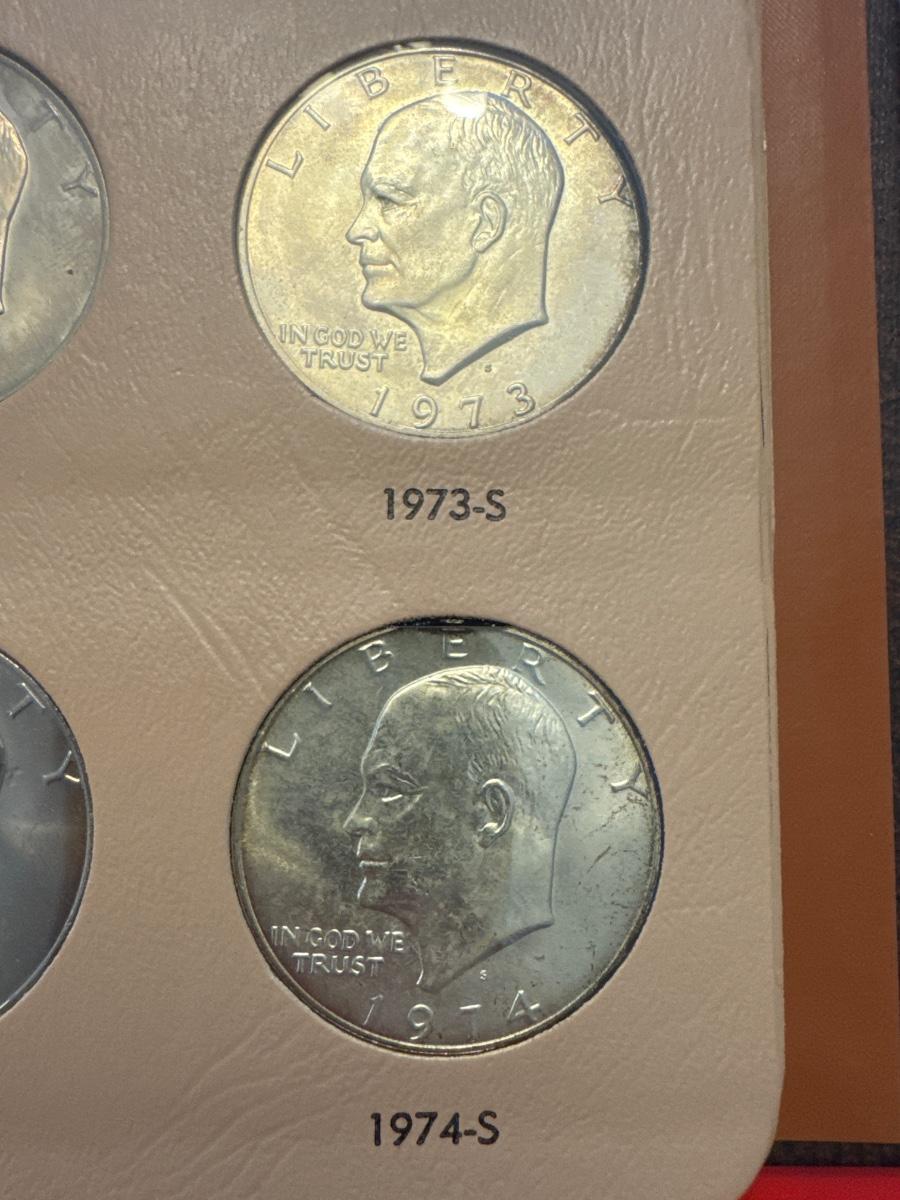 T Y
LIBERTY
IN GOD WE
TRUST
S
1973
1973-S
T Y
LIBERTY
IN GOD WE
TRUST
S
1974
1974-S